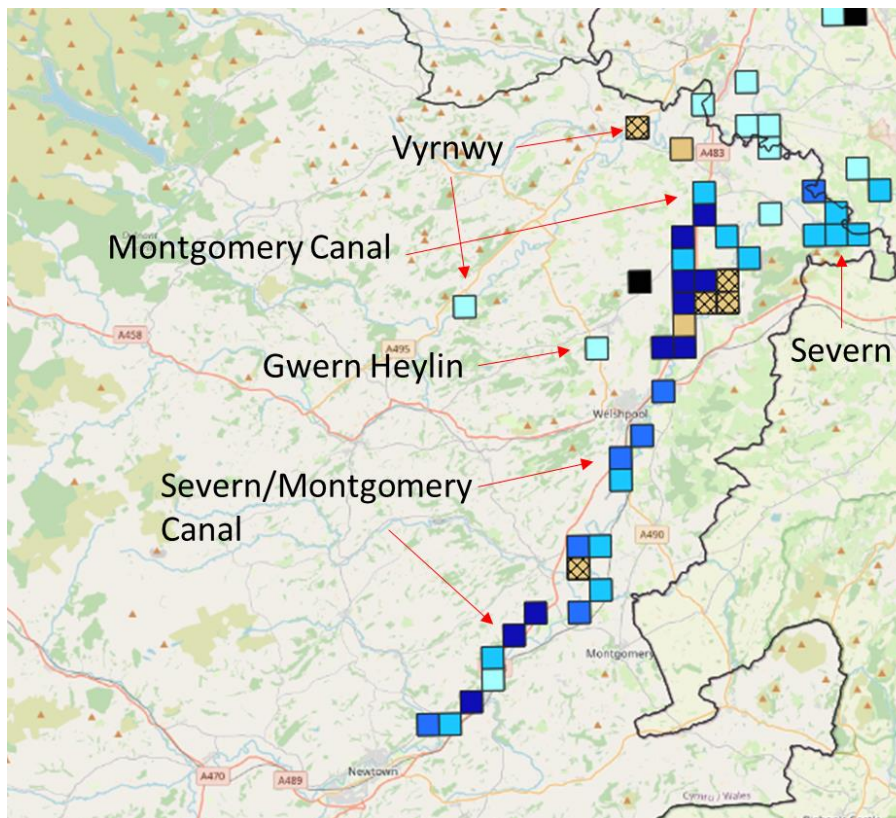 Vyrnwy
A483
Montgomery Canal
A458
A495
Gwern Heylin
Severn
Welshpool
Severn/Montgomery
Canal
A490
Montgomery
A470
A489
Newtown
Cymru / Wales